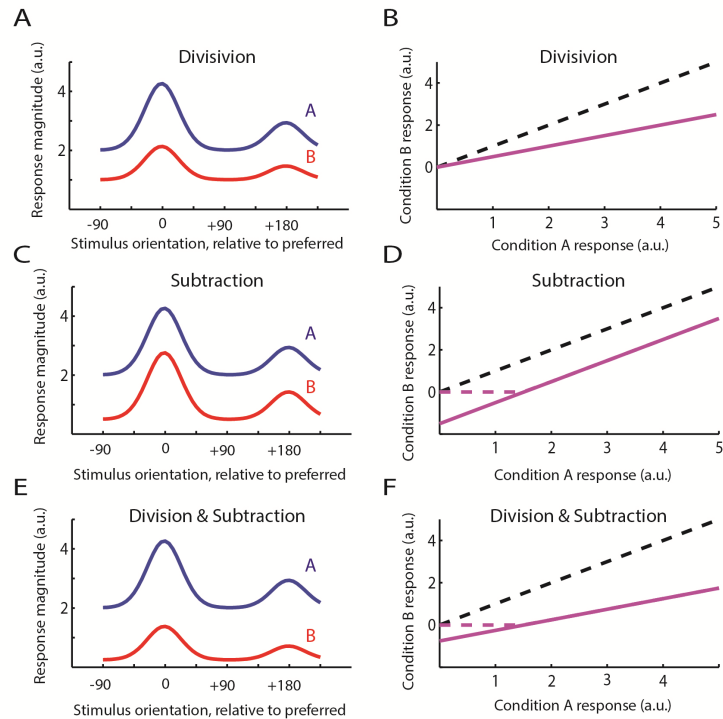 A
Divisivion
Response magnitude (a.u.)
4
2
A
B
-90
0
+90
+180
Stimulus orientation, relative to preferred
B
Divisivion
Condition B response (a.u.)
4
2
0
1
2
3
4
5
Condition A response (a.u.)
C
Subtraction
Response magnitude (a.u.)
4
2
A
B
-90
0
+90
+180
Stimulus orientation, relative to preferred
D
Subtraction
Condition B response (a.u.)
4
2
0
1
2
3
4
5
Condition A response (a.u.)
E
Division & Subtraction
Response magnitude (a.u.)
4
2
A
B
-90
0
+90
+180
Stimulus orientation, relative to preferred
F
Division & Subtraction
Condition B response (a.u.)
4
2
0
1
2
3
4
5
Condition A response (a.u.)